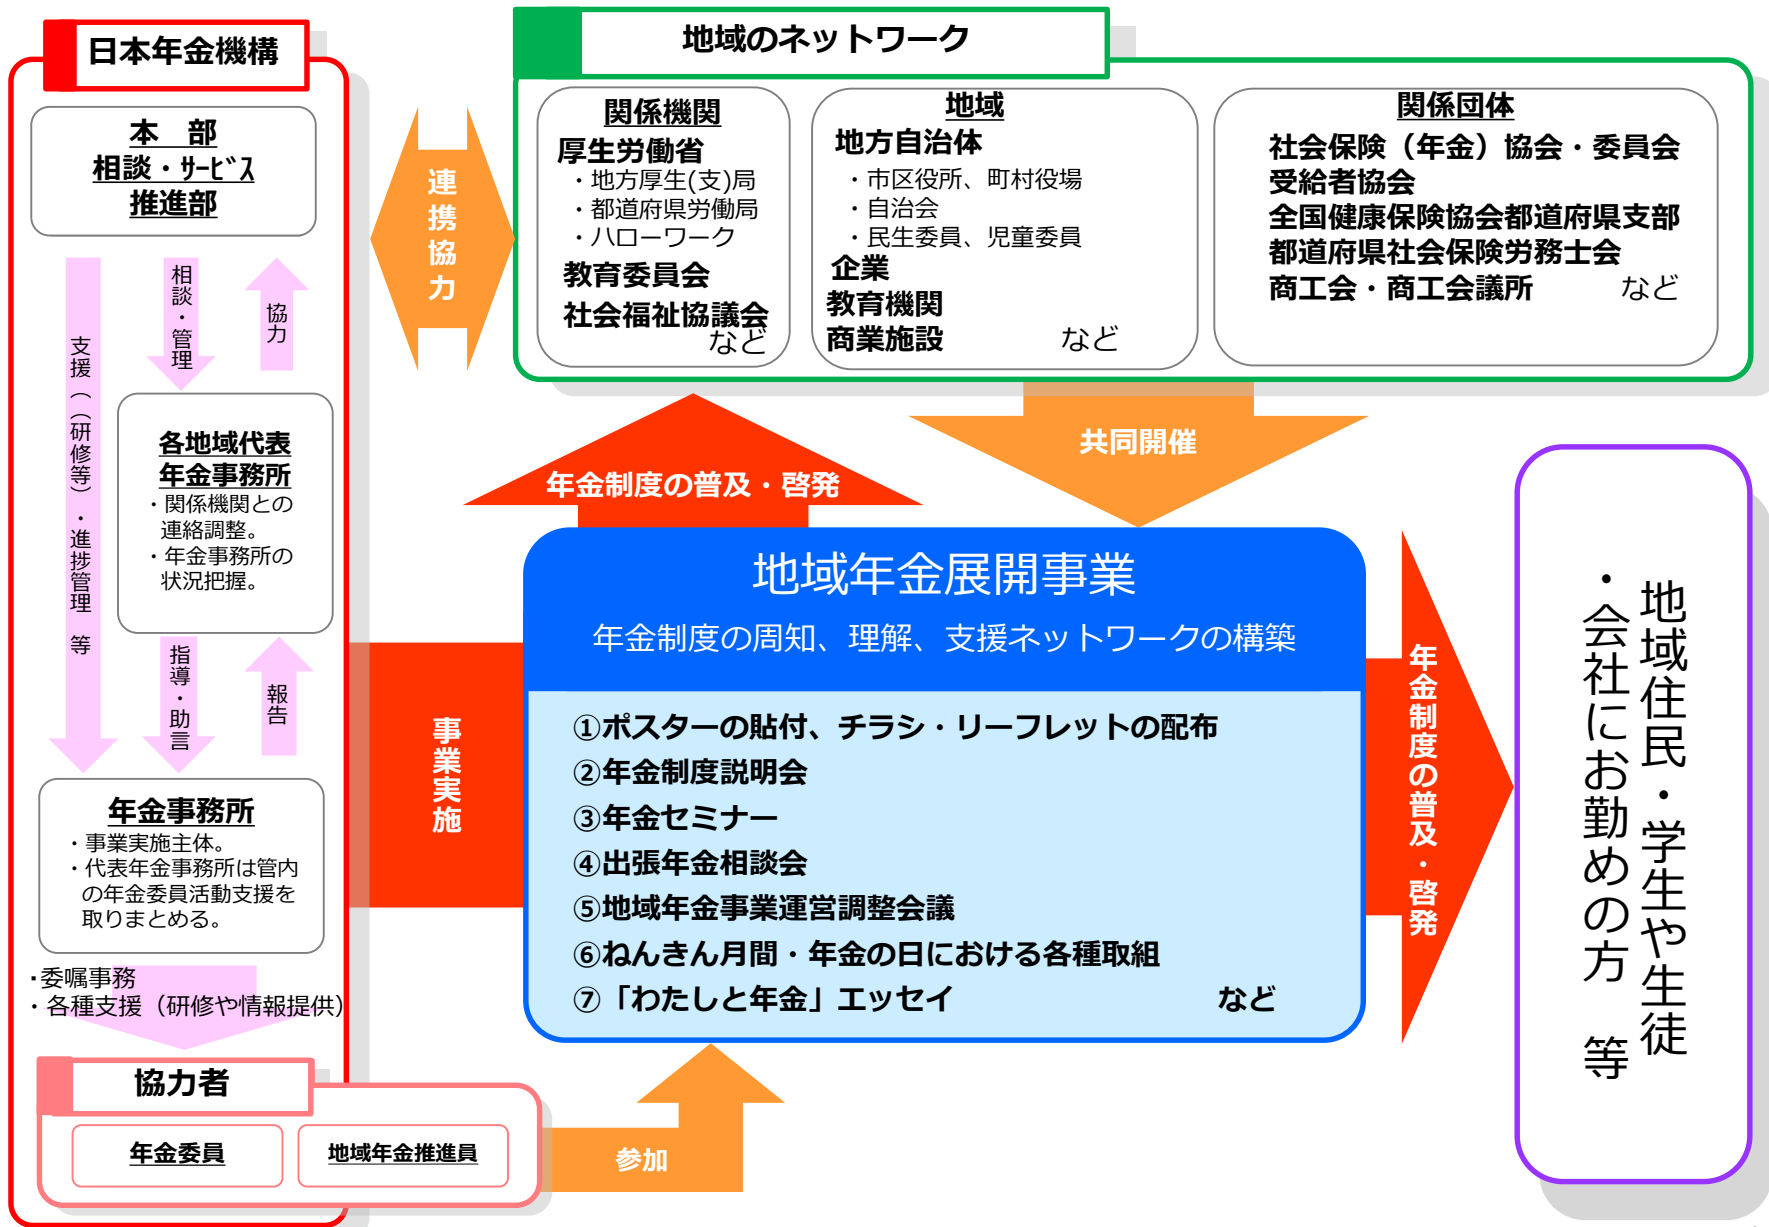 日本年金機構
本　部
相談・ｻｰﾋﾞｽ
推進部
支援（（研修等）・進捗管理　等
相談・管理
協力
各地域代表
年金事務所
・関係機関との
連絡調整。
・年金事務所の
状況把握。
指導・助言
報告
年金事務所
・事業実施主体。
・代表年金事務所は管内
の年金委員活動支援を
取りまとめる。
・委嘱事務
・各種支援（研修や情報提供）
協力者
年金委員
地域年金推進員
連携協力
地域のネットワーク
関係機関
厚生労働省
・地方厚生(支)局
・都道府県労働局
・ハローワーク
教育委員会
社会福祉協議会
など
地域
地方自治体
・市区役所、町村役場
・自治会
・民生委員、児童委員
企業
教育機関
商業施設　など
関係団体
社会保険（年金）協会・委員会
受給者協会
全国健康保険協会都道府県支部
都道府県社会保険労務士会
商工会・商工会議所　など
年金制度の普及・啓発
共同開催
事業実施
地域年金展開事業
年金制度の周知、理解、支援ネットワークの構築
①ポスターの貼付、チラシ・リーフレットの配布
②年金制度説明会
③年金セミナー
④出張年金相談会
⑤地域年金事業運営調整会議
⑥ねんきん月間・年金の日における各種取組
⑦「わたしと年金」エッセイ　など
参加
年金制度の普及・啓発
地域住民・学生や生徒
・会社にお勤めの方　等